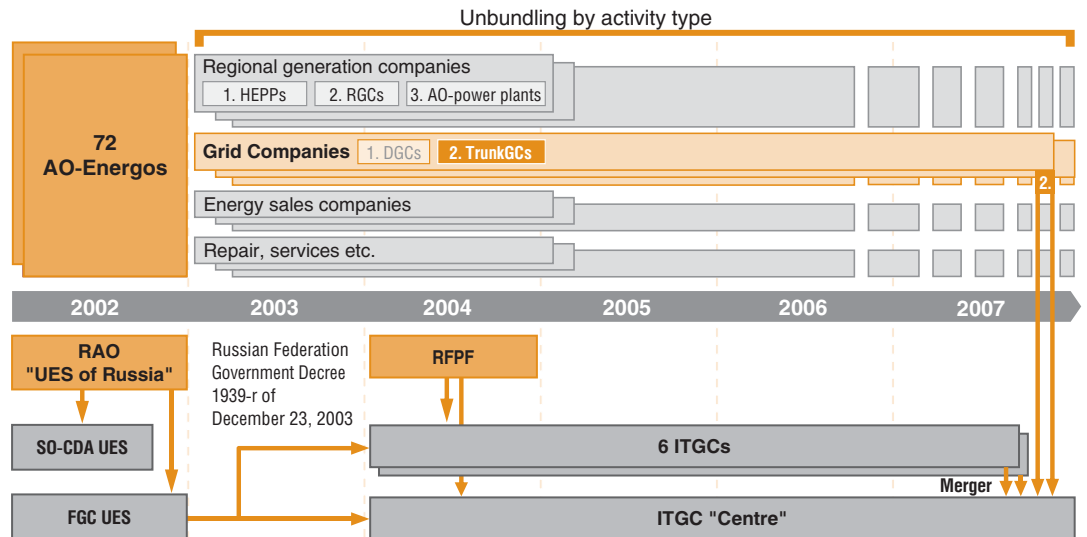 Unbundling by activity type
72
AO-Energos
Regional generation companies
1. HEPPs
2. RGCs
3. AO-power plants
Grid Companies
1. DGCs
2. TrunkGCs
2.
Energy sales companies
Repair, services etc.
2002
2003
2004
2005
2006
2007
RAO
"UES of Russia"
Russian Federation
Government Decree
1939-r of
December 23, 2003
RFPF
SO-CDA UES
6 ITGCs
Merger
FGC UES
ITGC "Centre"